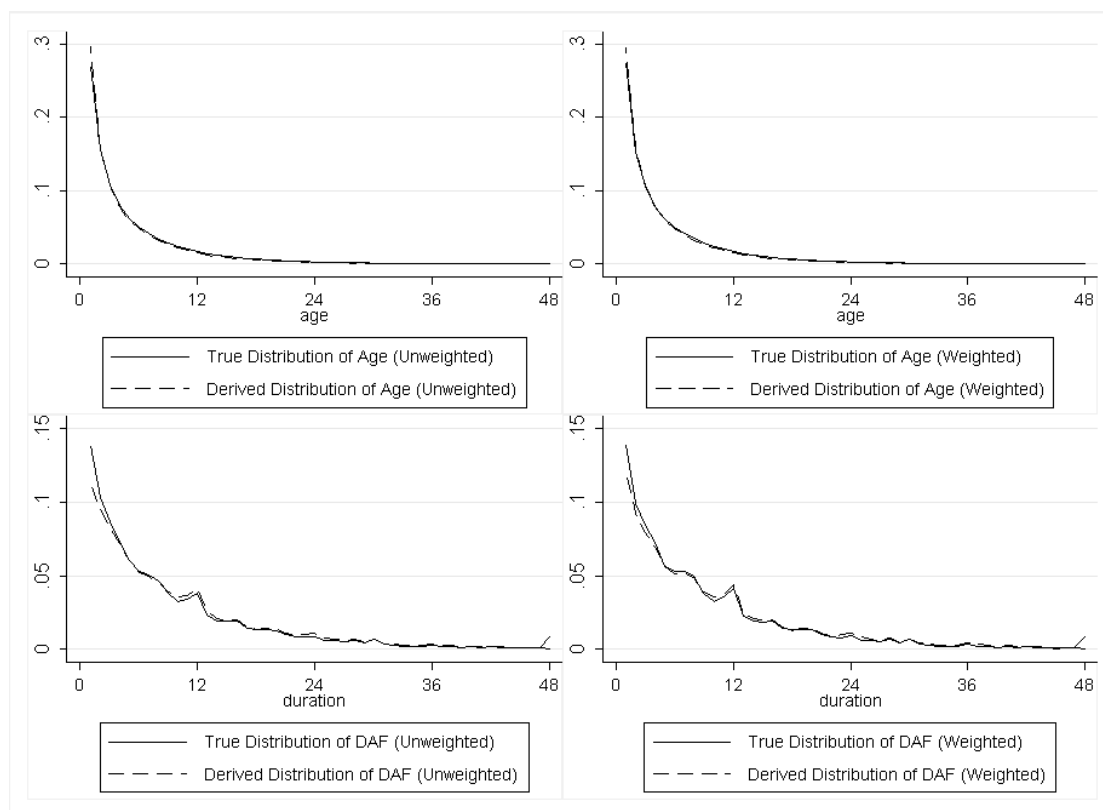 .3
.2
.1
0
0 12 24 36 48
age
True Distribution of Age (Unweighted)
Derived Distribution of Age (Unweighted)
.3
.2
.1
0
0 12 24 36 48
age
True Distribution of Age (Weighted)
Derived Distribution of Age (Weighted)
.15
.1
.05
0
0 12 24 36 48
duration
True Distribution of DAF (Unweighted)
Derived Distribution of DAF (Unweighted)
.15
.1
.05
0
0 12 24 36 48
duration
True Distribution of DAF (Weighted)
Derived Distribution of DAF (Weighted)